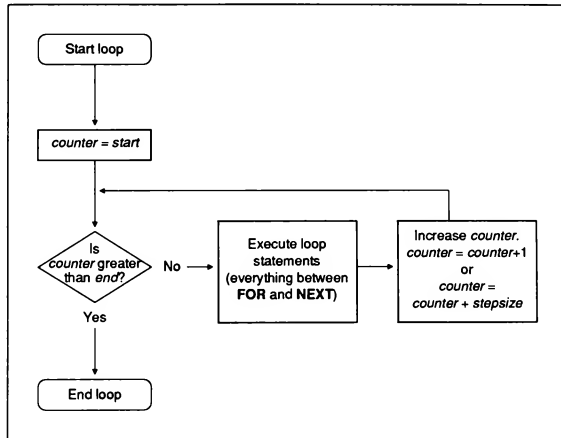 Start loop
counter = start
Is
counter greater
than end?
No
Yes
Execute loop
statements
(everything between
FOR and NEXT)
Increase counter.
counter = counter+1
or
counter =
counter + stepsize
End loop